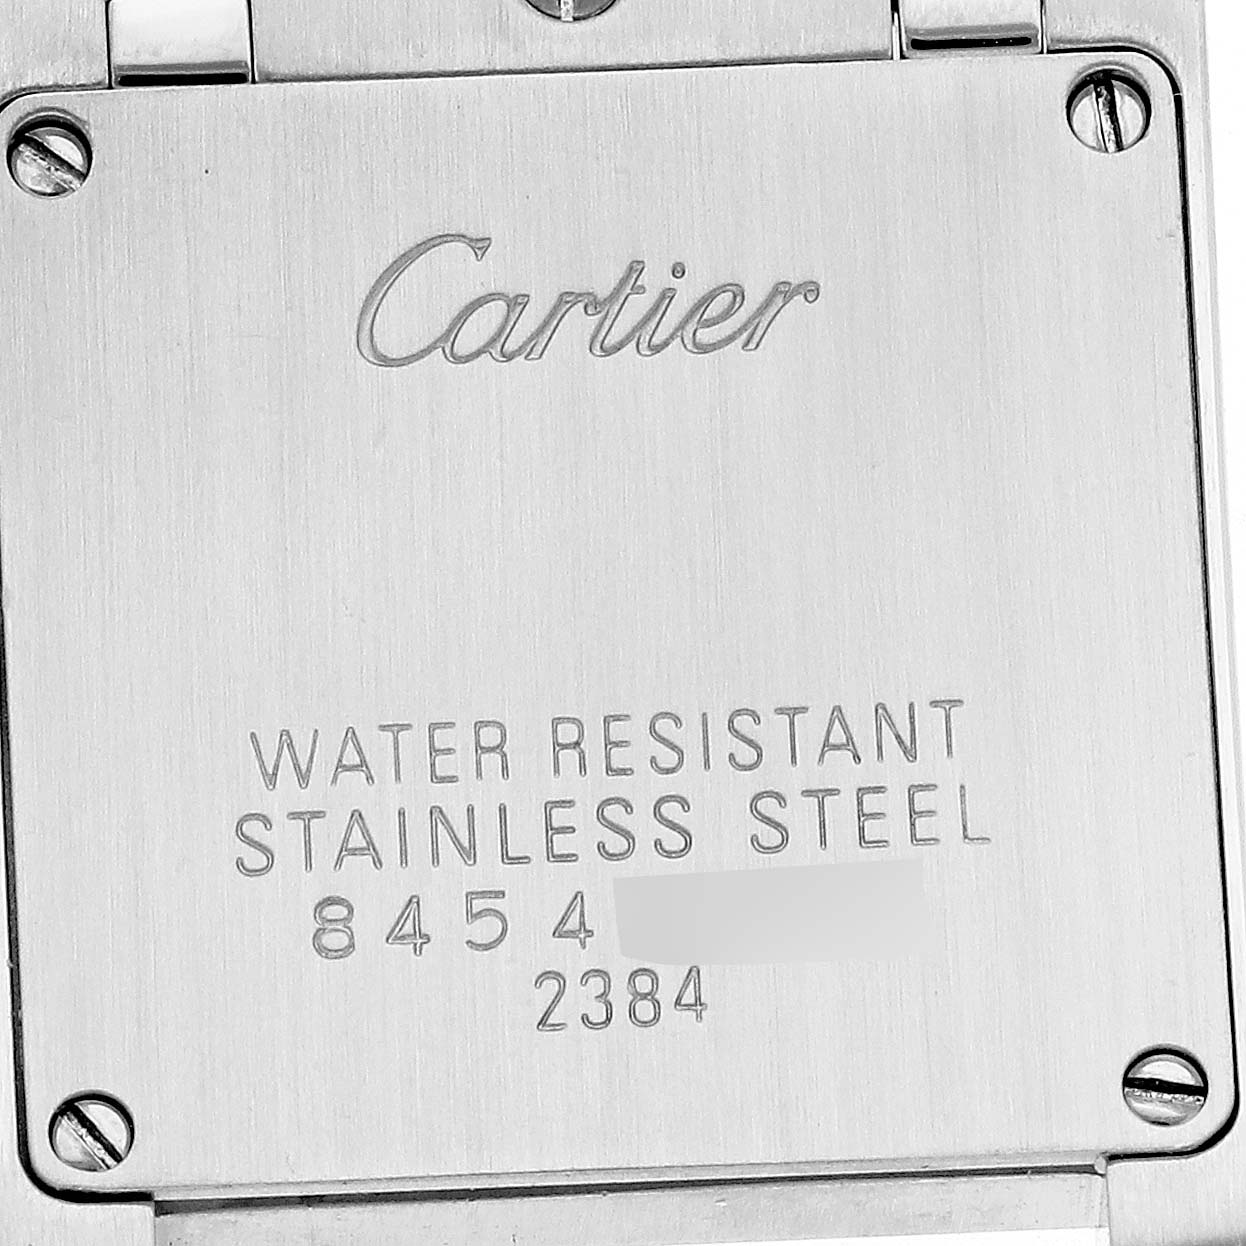 Cartier
WATER RESISTANT
STAINLESS STEEL
8454
2384